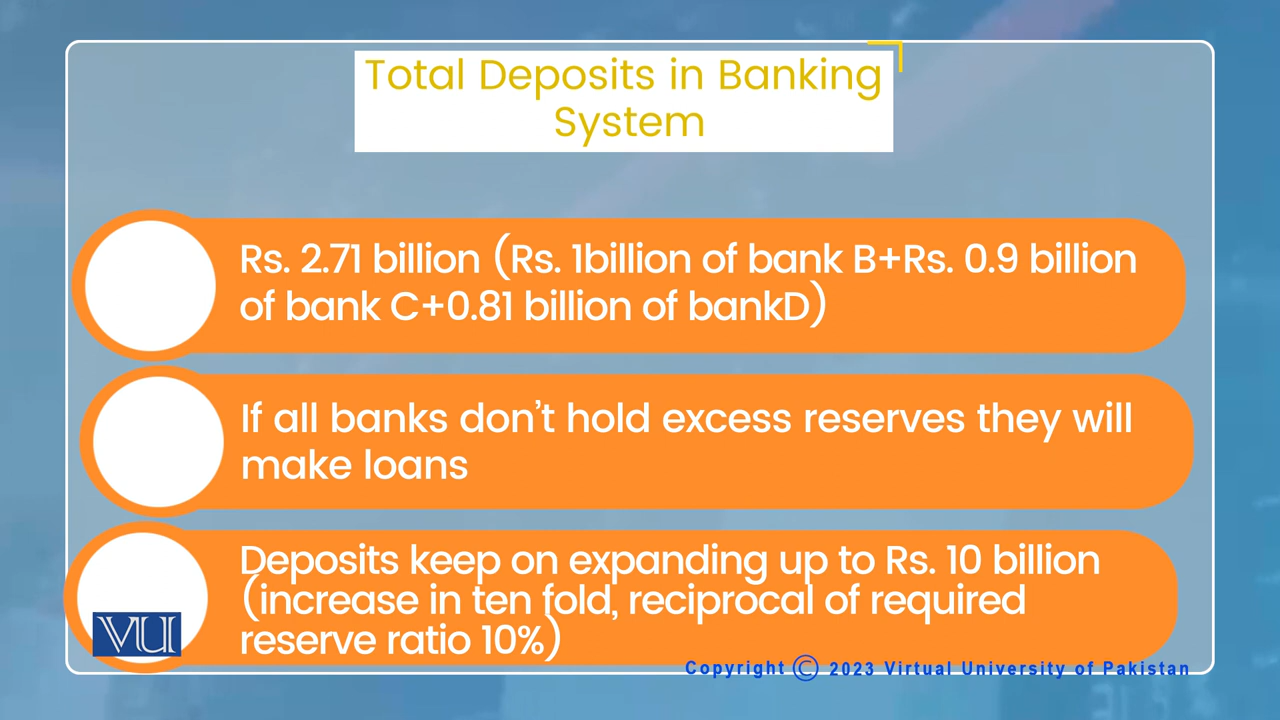 Total Deposits in Banking
System
Rs. 2.71 billion (Rs. 1billion of bank B+Rs. 0.9 billion
of bank C+0.81 billion of bankD)
If all banks don't hold excess reserves they will
make loans
Deposits keep on expanding up to Rs. 10 billion
(increase in ten fold, reciprocal of required
reserve ratio 10%)
VU
Copyright © 2023 Virtual University of Pakistan